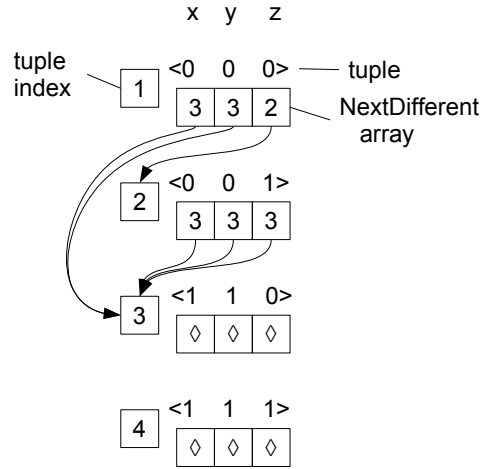 x y z
tuple index
1
<0 0 0>
tuple
3 3 2
NextDifferent array
2
<0 0 1>
3 3 3
3
<1 1 0>
◊ ◊ ◊
4
<1 1 1>
◊ ◊ ◊